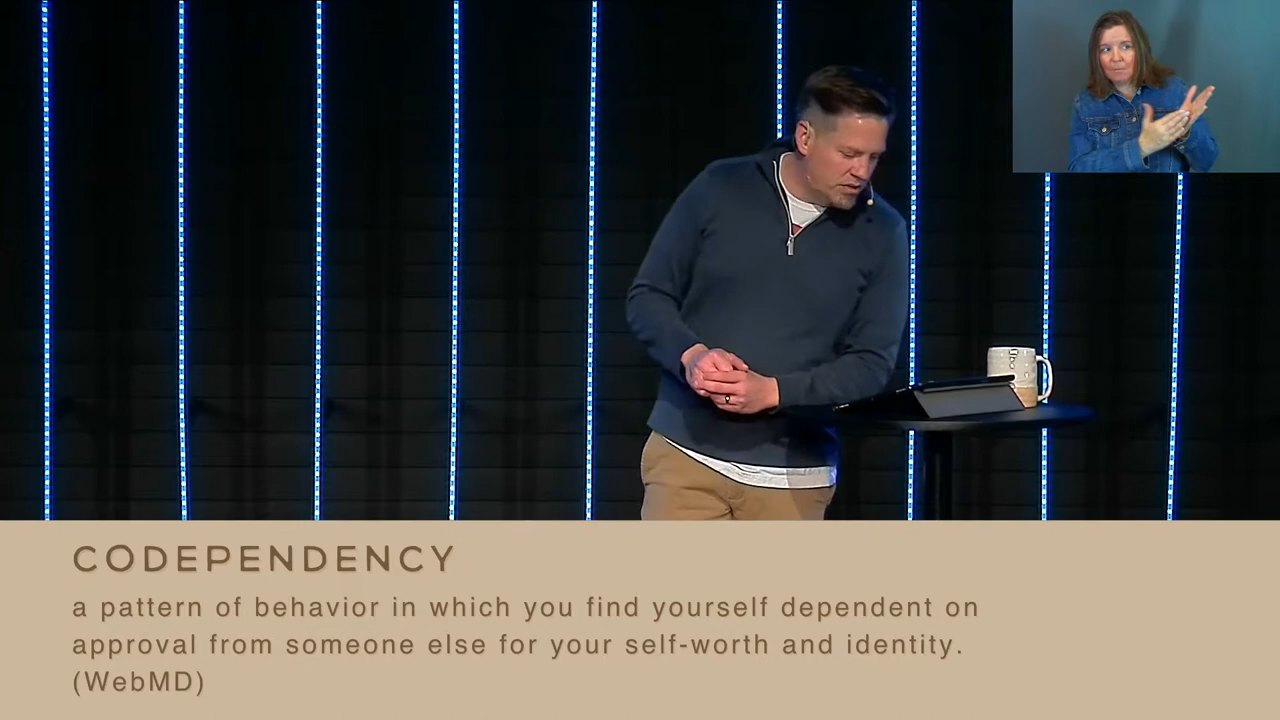 CODEPENDENCY
a pattern of behavior in which you find yourself dependent on
approval from someone else for your self-worth and identity.
(WebMD)